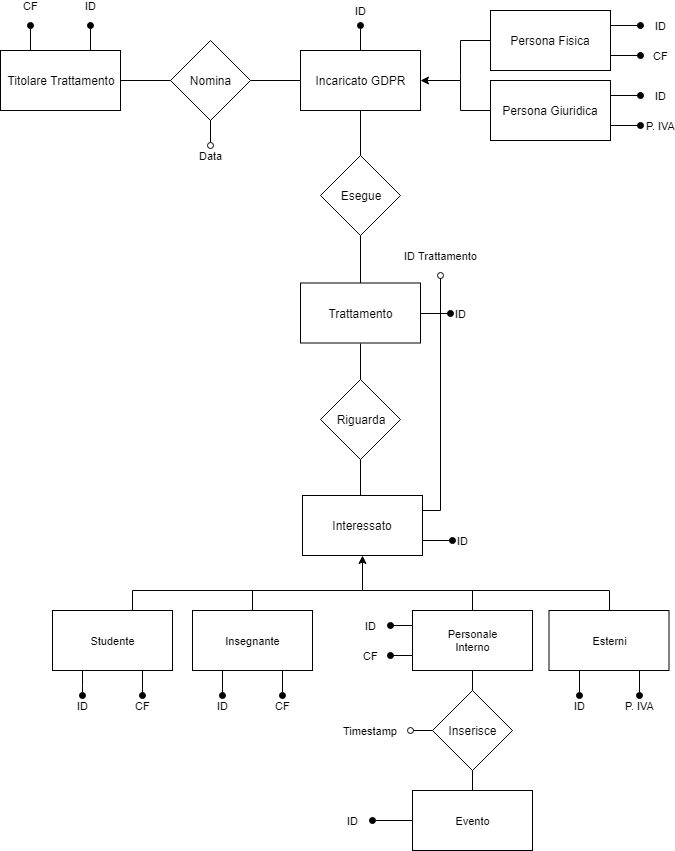 CF
ID
ID
Titolare Trattamento
Nomina
Incaricato GDPR
Persona Fisica
ID
CF
Persona Giuridica
ID
P. IVA
Data
Esegue
ID Trattamento
Trattamento
ID
Riguarda
Interessato
ID
Studente
Insegnante
ID
CF
Personale
Interno
Esterni
ID
CF
ID
CF
ID
P. IVA
Timestamp
Inserisce
ID
Evento